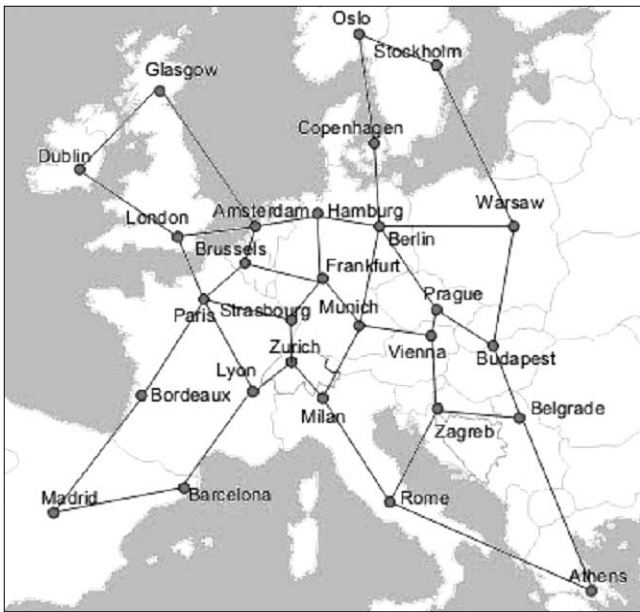 Oslo
Stockholm
Glasgow
Copenhagen
Dublin
London
Amsterdam
Hamburg
Warsaw
Berlin
Brussels
Frankfurt
Paris
Strasbourg
Munich
Prague
Zurich
Vienna
Budapest
Lyon
Bordeaux
Milan
Belgrade
Zagreb
Madrid
Barcelona
Rome
Athens